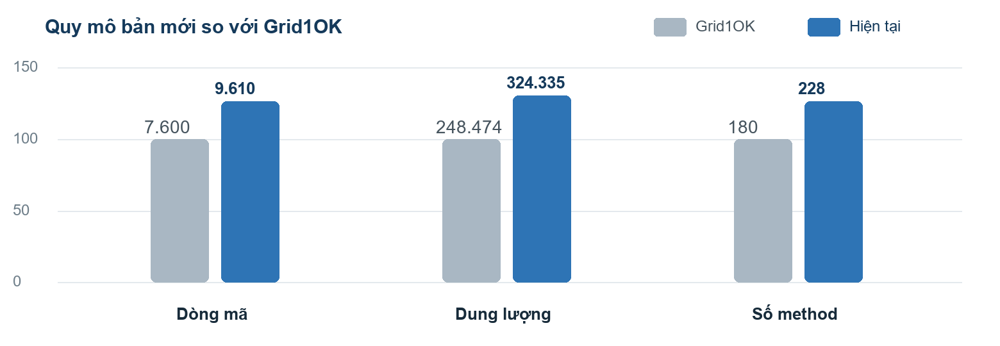 Quy mô bản mới so với Grid1OK
Grid1OK
Hiện tại
150
9.610
324.335
228
7.600
248.474
180
100
50
0
Dòng mã
Dung lượng
Số method